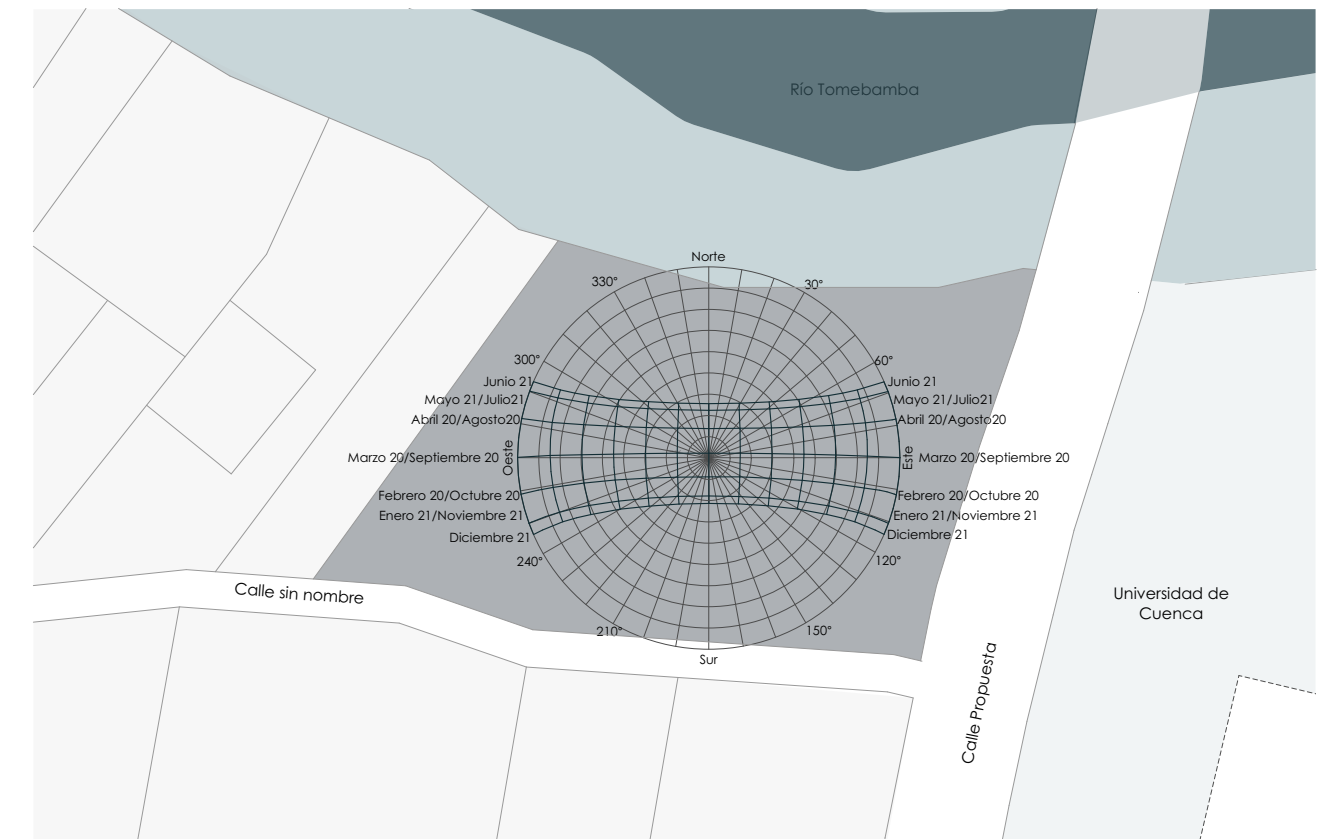 Río Tomebamba
Norte
330°
30°
300°
60°
Junio 21
Junio 21
Mayo 21/Julio21
Mayo 21/Julio21
Abril 20/Agosto20
Abril 20/Agosto20
Oeste
Este
Marzo 20/Septiembre 20
Marzo 20/Septiembre 20
Febrero 20/Octubre 20
Febrero 20/Octubre 20
Enero 21/Noviembre 21
Enero 21/Noviembre 21
Diciembre 21
Diciembre 21
240°
120°
Calle sin nombre
Universidad de
Cuenca
210°
150°
Sur
Calle Propuesta